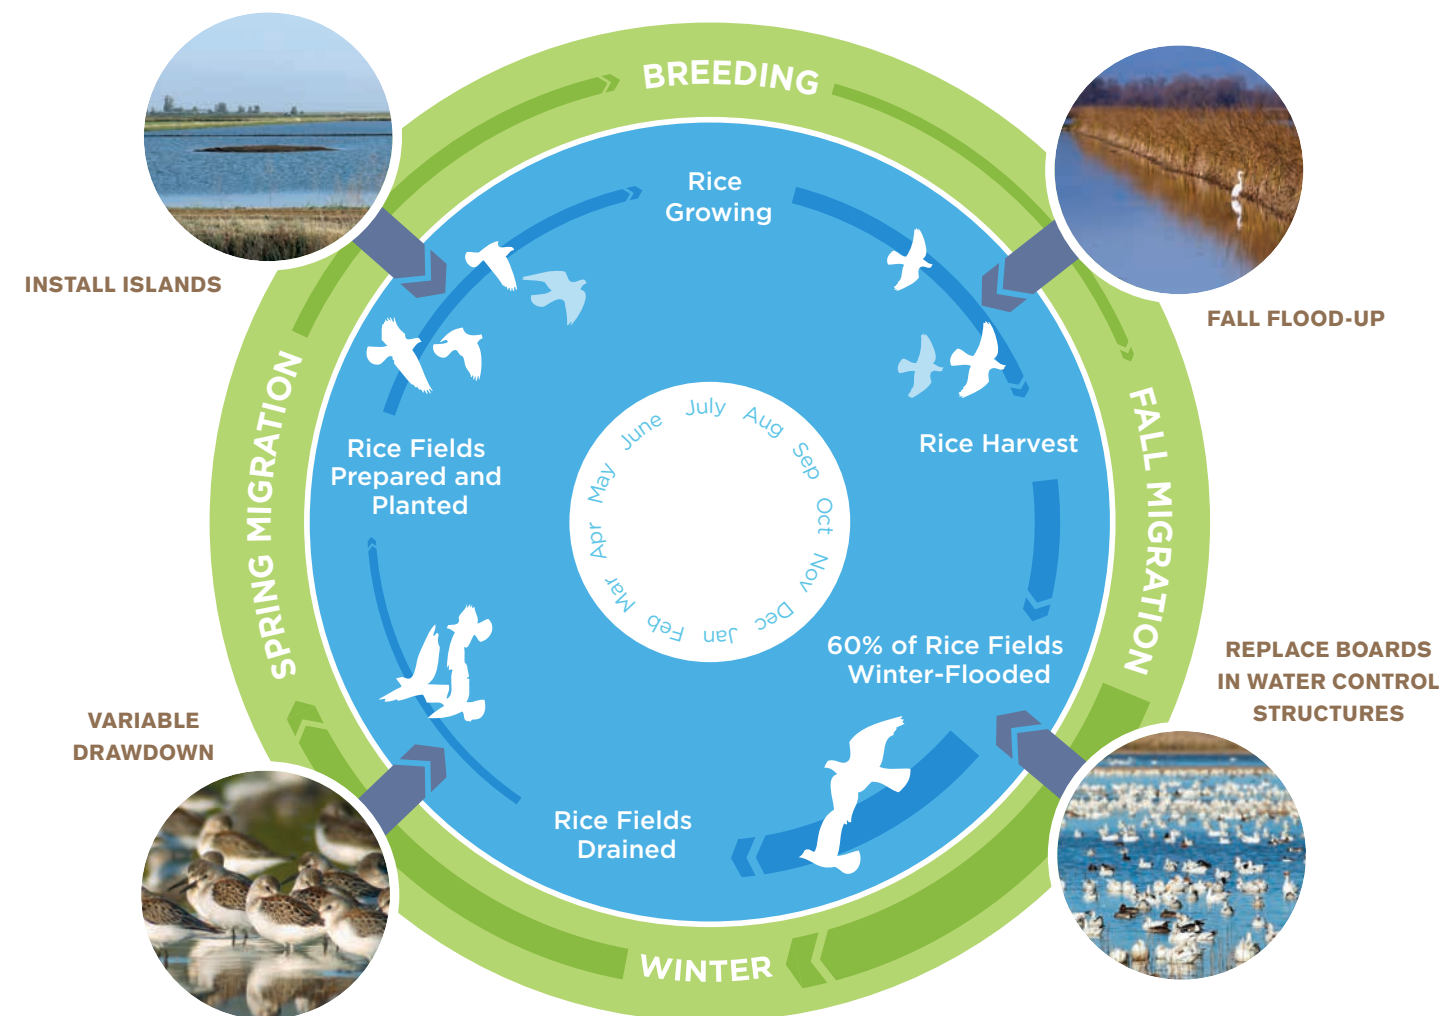 BREEDING
Rice
Growing
INSTALL ISLANDS
FALL FLOOD-UP
SPRING MIGRATION
FALL MIGRATION
July
Aug
Sep
Oct
Nov
Dec
Jan
Feb
Mar
Apr
May
June
Rice Fields
Prepared and
Planted
Rice Harvest
60% of Rice Fields
Winter-Flooded
REPLACE BOARDS
IN WATER CONTROL
STRUCTURES
VARIABLE
DRAWDOWN
Rice Fields
Drained
WINTER